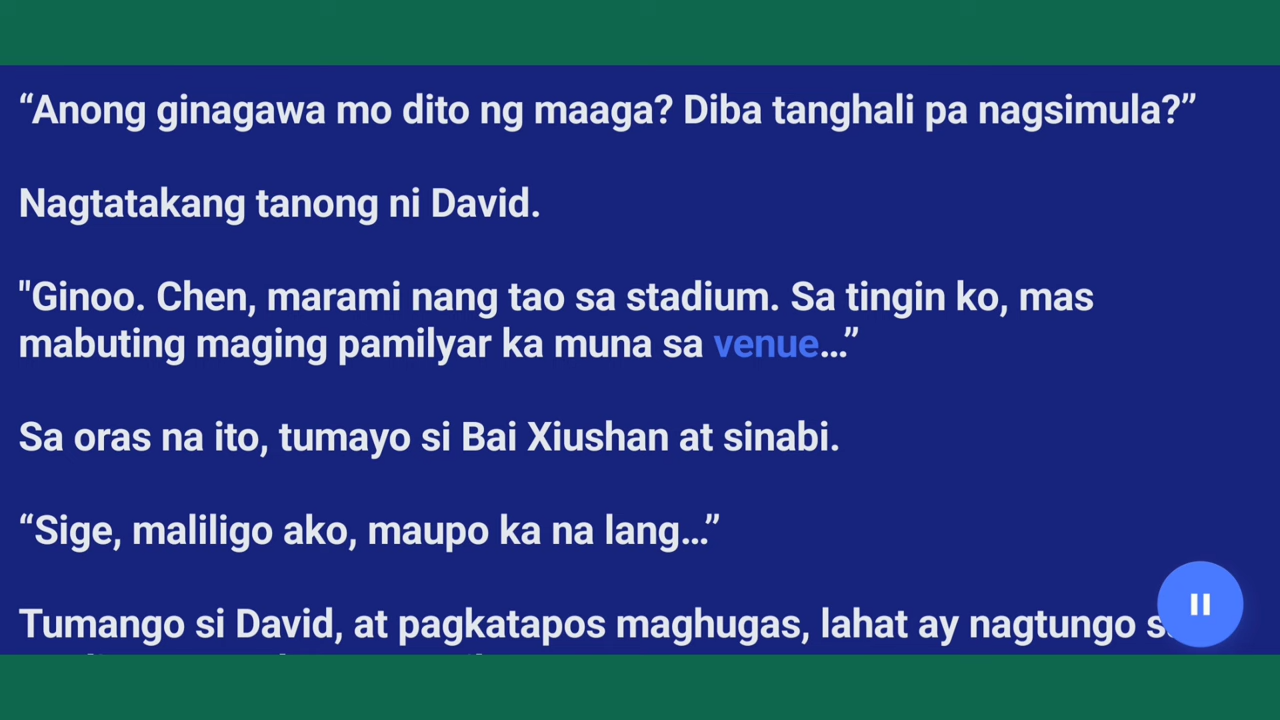 “Anong ginagawa mo dito ng maaga? Diba tanghali pa nagsimula?”
Nagtatakang tanong ni David.
"Ginoo. Chen, marami nang tao sa stadium. Sa tingin ko, mas
mabuting maging pamilyar ka muna sa venue…”
Sa oras na ito, tumayo si Bai Xiushan at sinabi.
“Sige, maliligo ako, maupo ka na lang…”
Tumango si David, at pagkatapos maghugas, lahat ay nagtungo